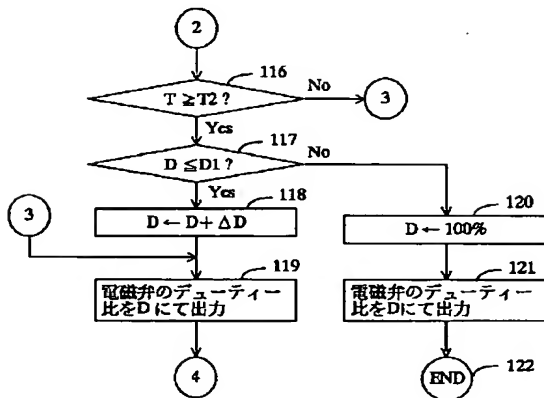 2
116
T ≧ T2 ?
No
3
Yes
117
D ≦ D1 ?
No
Yes
118
3
D ← D + ΔD
120
D ← 100%
119
電磁弁のデューティー
比をDにて出力
121
電磁弁のデューティー
比をDにて出力
4
END
122